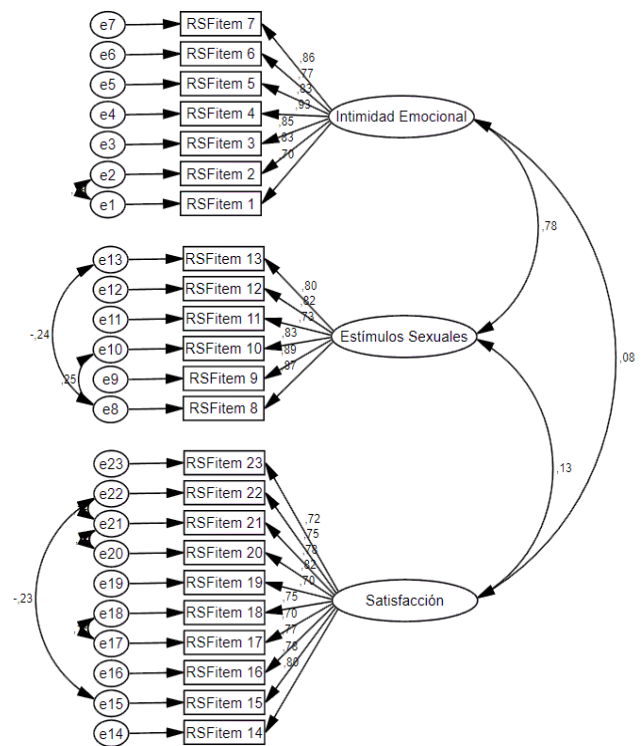 e7 RSFitem 7
e6 RSFitem 6
e5 RSFitem 5
e4 RSFitem 4
e3 RSFitem 3
e2 RSFitem 2
e1 RSFitem 1
,86
,77
,83
,93
,85
,83
,70
Intimidad Emocional
,78
,08
e13 RSFitem 13
e12 RSFitem 12
e11 RSFitem 11
e10 RSFitem 10
e9 RSFitem 9
e8 RSFitem 8
-,24
,25
,80
,82
,73
,83
,89
,87
Estímulos Sexuales
,13
e23 RSFitem 23
e22 RSFitem 22
e21 RSFitem 21
e20 RSFitem 20
e19 RSFitem 19
e18 RSFitem 18
e17 RSFitem 17
e16 RSFitem 16
e15 RSFitem 15
e14 RSFitem 14
-,23
,72
,75
,78
,82
,70
,75
,70
,77
,78
,80
Satisfacción